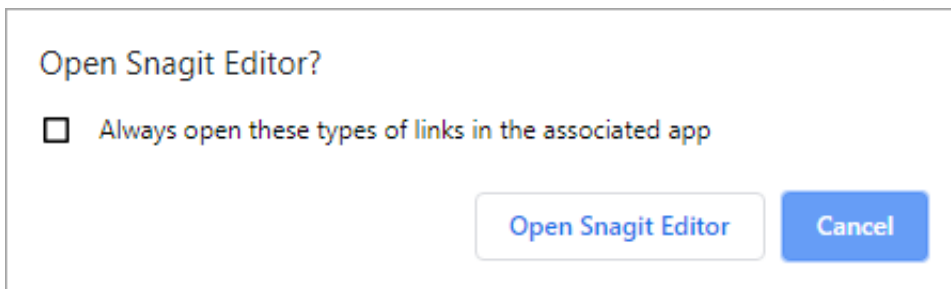 Open Snagit Editor?
Always open these types of links in the associated app
Open Snagit Editor
Cancel